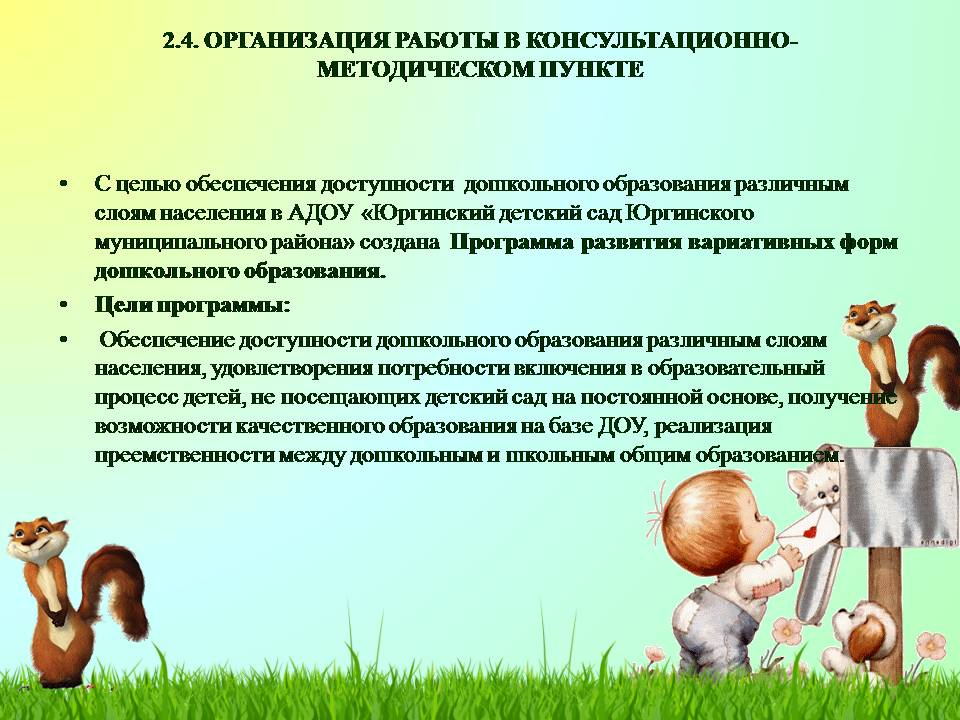 2.4. ОРГАНИЗАЦИЯ РАБОТЫ В КОНСУЛЬТАЦИОННО-
МЕТОДИЧЕСКОМ ПУНКТЕ
• С целью обеспечения доступности дошкольного образования различным
слоям населения в АДОУ «Юргинский детский сад Юргинского
муниципального района» создана Программа развития вариативных форм
дошкольного образования.
• Цели программы:
• Обеспечение доступности дошкольного образования различным слоям
населения, удовлетворения потребности включения в образовательный
процесс детей, не посещающих детский сад на постоянной основе, получение
возможности качественного образования на базе ДОУ, реализация
преемственности между дошкольным и школьным общим образованием.